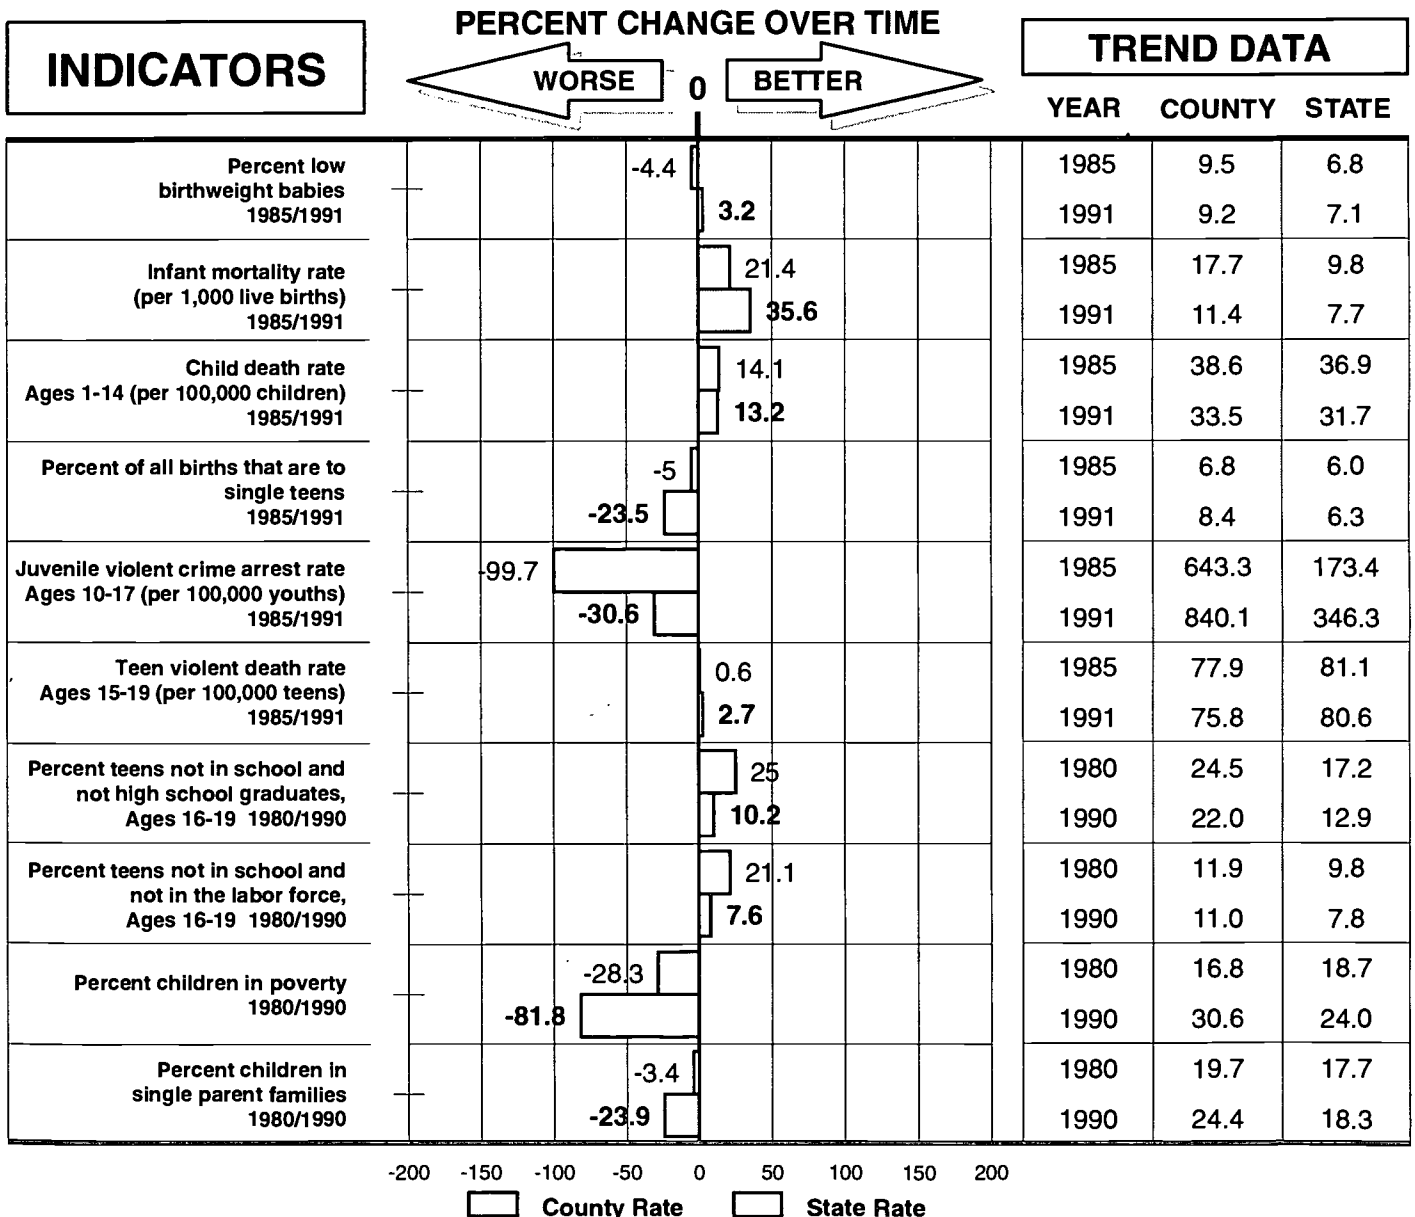 PERCENT CHANGE OVER TIME
INDICATORS
WORSE
0
BETTER
TREND DATA
YEAR COUNTY STATE
Percent low
birthweight babies
1985/1991
-4.4
3.2
1985 9.5 6.8
1991 9.2 7.1
Infant mortality rate
(per 1,000 live births)
1985/1991
21.4
35.6
1985 17.7 9.8
1991 11.4 7.7
Child death rate
Ages 1-14 (per 100,000 children)
1985/1991
14.1
13.2
1985 38.6 36.9
1991 33.5 31.7
Percent of all births that are to
single teens
1985/1991
-5
-23.5
1985 6.8 6.0
1991 8.4 6.3
Juvenile violent crime arrest rate
Ages 10-17 (per 100,000 youths)
1985/1991
-99.7
-30.6
1985 643.3 173.4
1991 840.1 346.3
Teen violent death rate
Ages 15-19 (per 100,000 teens)
1985/1991
0.6
2.7
1985 77.9 81.1
1991 75.8 80.6
Percent teens not in school and
not high school graduates,
Ages 16-19 1980/1990
25
10.2
1980 24.5 17.2
1990 22.0 12.9
Percent teens not in school and
not in the labor force,
Ages 16-19 1980/1990
21.1
7.6
1980 11.9 9.8
1990 11.0 7.8
Percent children in poverty
1980/1990
-28.3
-81.8
1980 16.8 18.7
1990 30.6 24.0
Percent children in
single parent families
1980/1990
-3.4
-23.9
1980 19.7 17.7
1990 24.4 18.3
-200 -150 -100 -50 0 50 100 150 200
County Rate State Rate